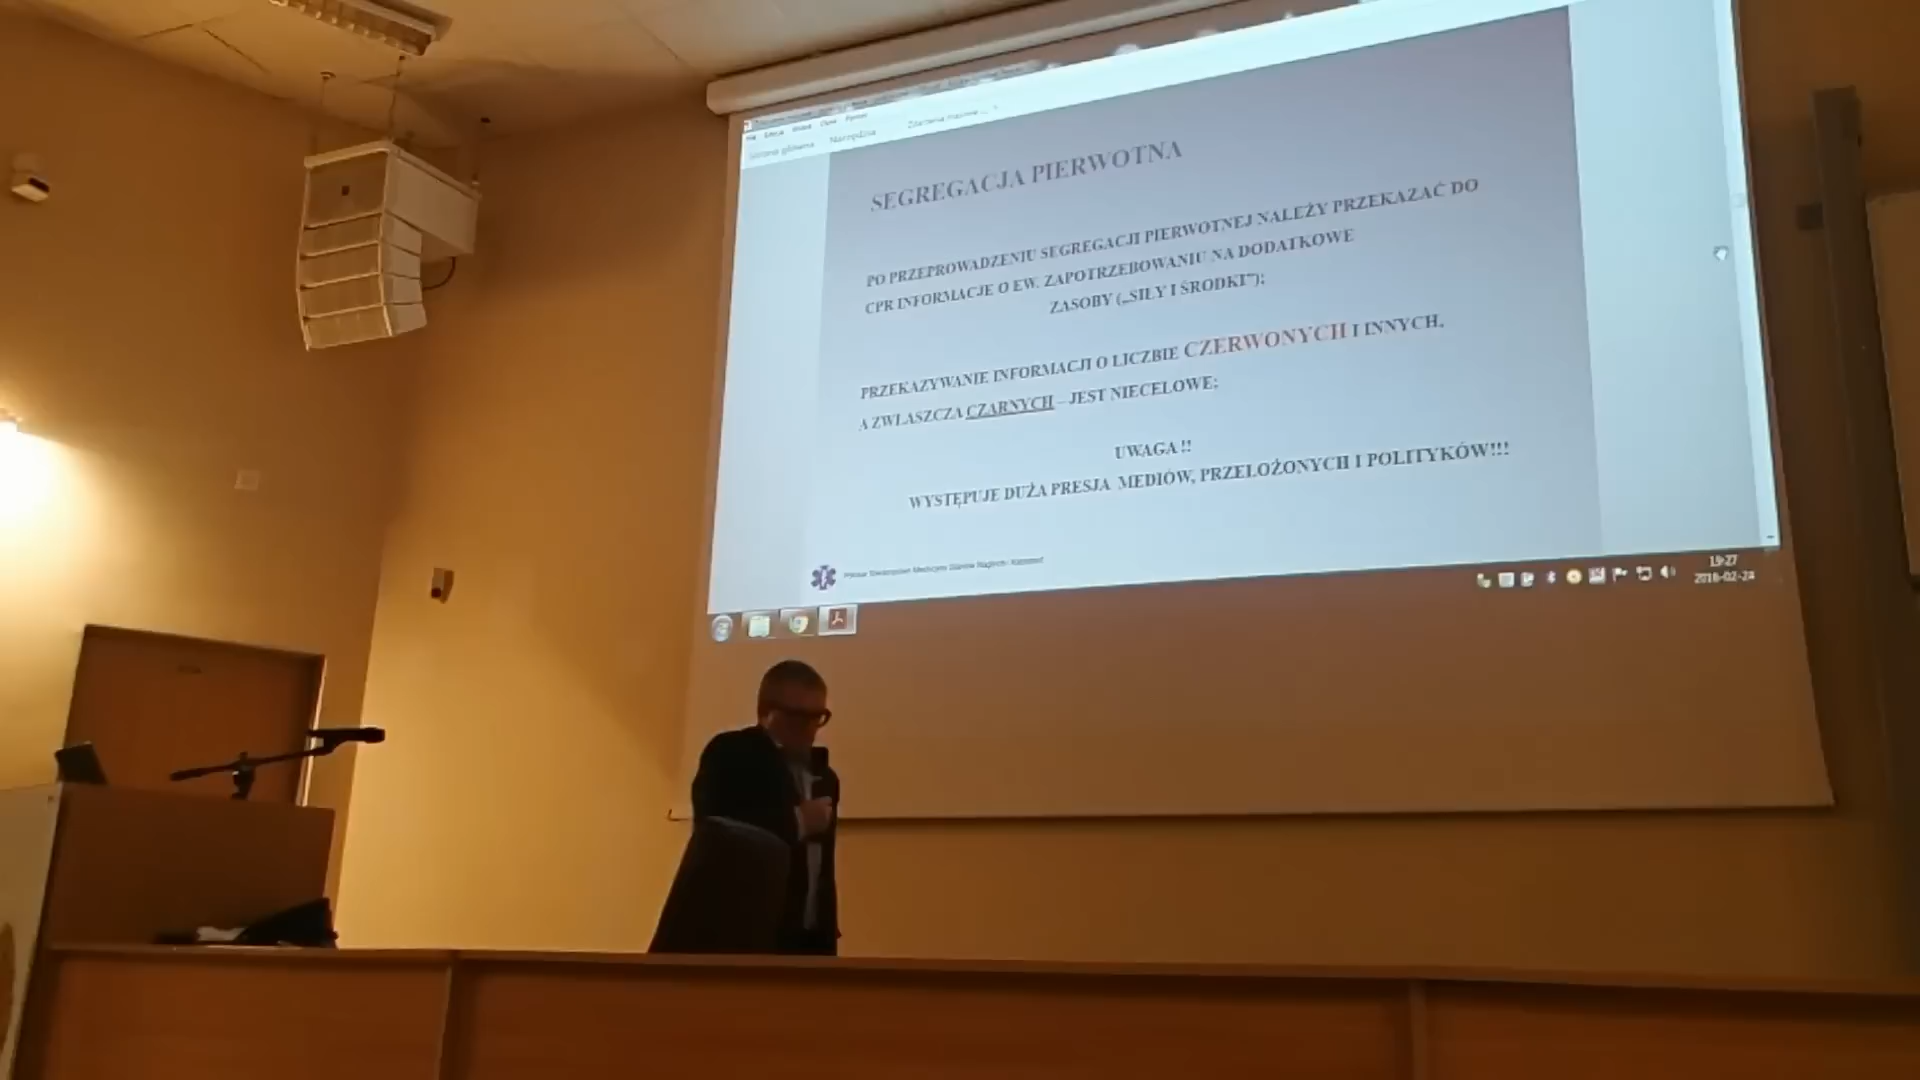 Edycja
Strona główna Narzędzia
SEGREGACJA PIERWOTNA
PO PRZEPROWADZENIU SEGREGACJI PIERWOTNEJ NALEŻY PRZEKAZAĆ DO
CPR INFORMACJE O EW. ZAPOTRZEBOWANIU NA DODATKOWE
ZASOBY („SIŁY I ŚRODKI”);
PRZEKAZYWANIE INFORMACJI O LICZBIE CZERWONYCH I INNYCH,
A ZWŁASZCZA CZARNYCH – JEST NIECELOWE;
UWAGA !!
WYSTĘPUJE DUŻA PRESJA MEDIÓW, PRZEŁOŻONYCH I POLITYKÓW!!!
19:27
2018-02-24